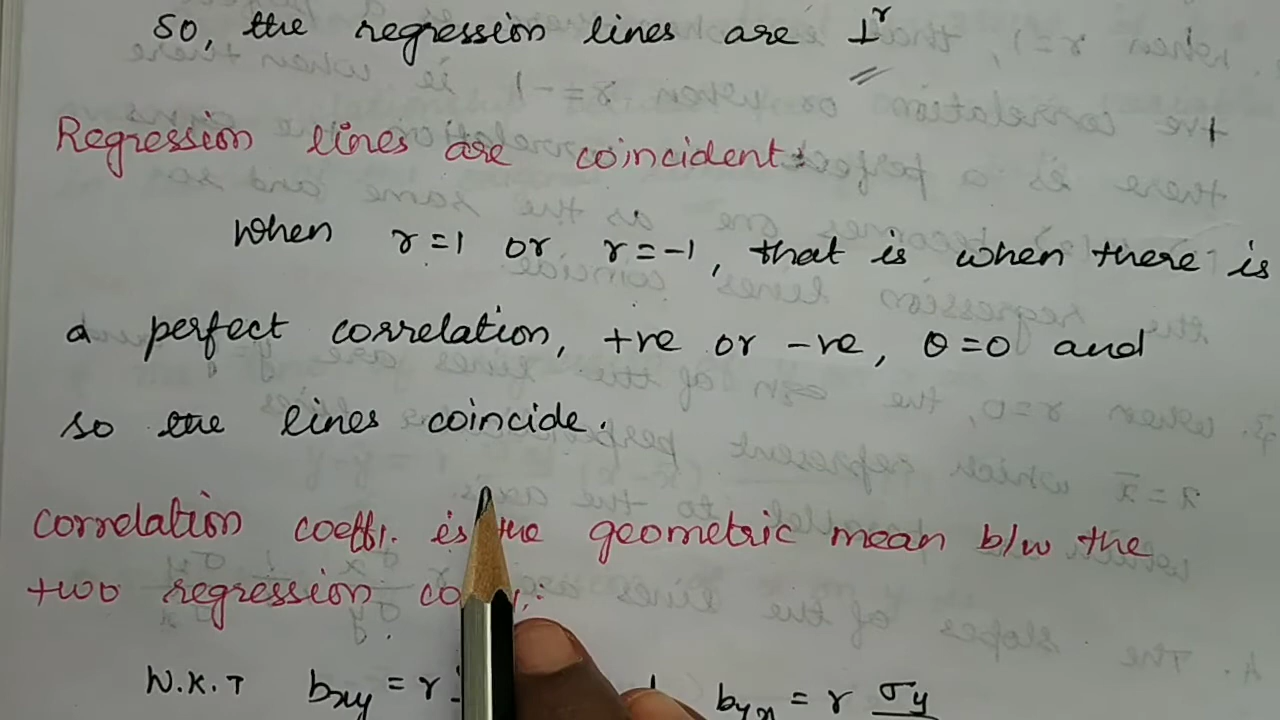 so, the regression lines are ⊥r
Regression lines are coincident:
when r=1 or r=-1, that is when there is
a perfect correlation, +ve or -ve, θ=0 and
so the lines coincide.
Correlation coeff. is the geometric mean b/w the
two regression
W.K.T bxy = r byx = r σy